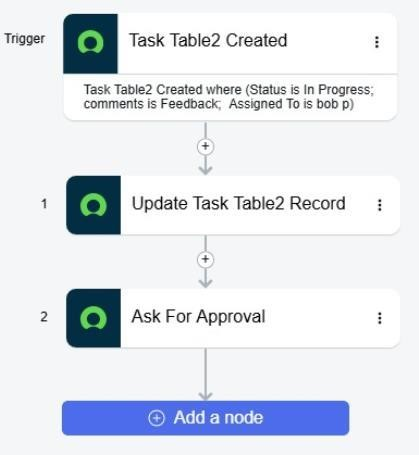 Trigger
Task Table2 Created
Task Table2 Created where (Status is In Progress;
comments is Feedback;  Assigned To is bob p)
1
Update Task Table2 Record
2
Ask For Approval
Add a node